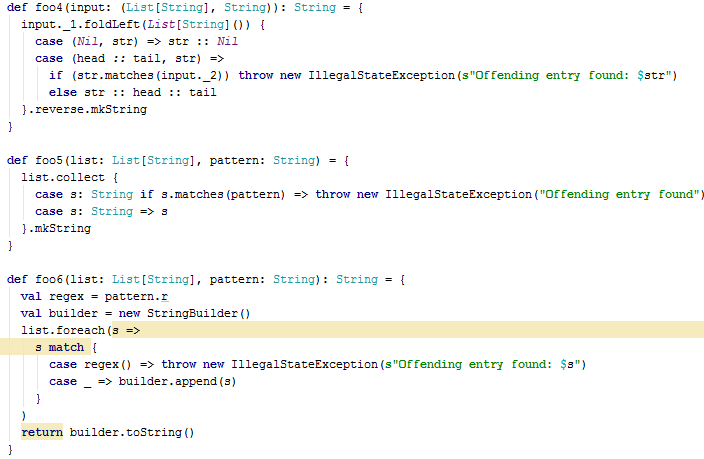 def foo4(input: (List[String], String)): String = {
  input._1.foldLeft(List[String]()) {
    case (Nil, str) => str :: Nil
    case (head :: tail, str) =>
      if (str.matches(input._2)) throw new IllegalStateException(s"Offending entry found: $str")
      else str :: head :: tail
  }.reverse.mkString
}

def foo5(list: List[String], pattern: String) = {
  list.collect {
    case s: String if s.matches(pattern) => throw new IllegalStateException("Offending entry found")
    case s: String => s
  }.mkString
}

def foo6(list: List[String], pattern: String): String = {
  val regex = pattern.r
  val builder = new StringBuilder()
  list.foreach(s =>
    s match {
      case regex() => throw new IllegalStateException(s"Offending entry found: $s")
      case _ => builder.append(s)
    }
  )
  return builder.toString()
}